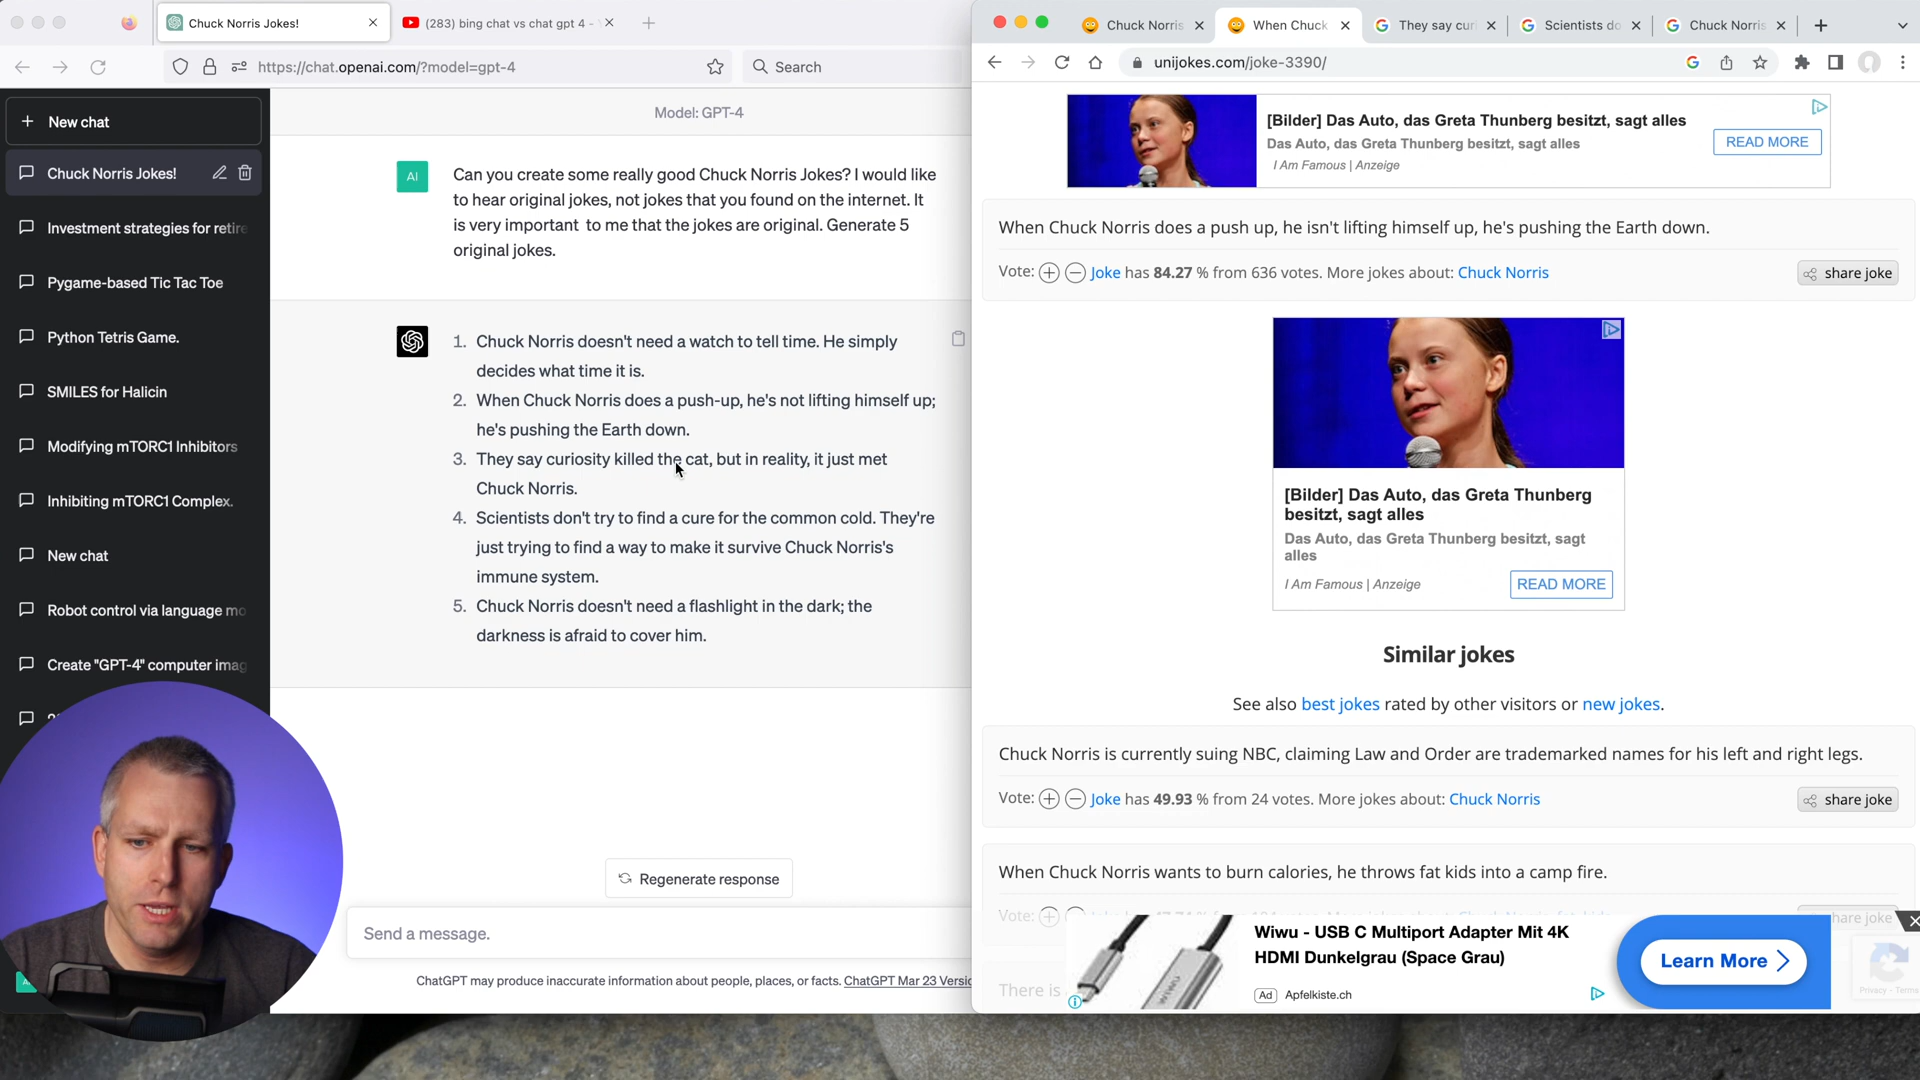 Chuck Norris Jokes!
(283) bing chat vs chat gpt 4 -
https://chat.openai.com/?model=gpt-4
Search
New chat
Chuck Norris Jokes!
Investment strategies for retire
Pygame-based Tic Tac Toe
Python Tetris Game.
SMILES for Halicin
Modifying mTORC1 Inhibitors
Inhibiting mTORC1 Complex.
New chat
Robot control via language mo
Create "GPT-4" computer imag
Model: GPT-4
AI
Can you create some really good Chuck Norris Jokes? I would like
to hear original jokes, not jokes that you found on the internet. It
is very important to me that the jokes are original. Generate 5
original jokes.
1. Chuck Norris doesn't need a watch to tell time. He simply
decides what time it is.
2. When Chuck Norris does a push-up, he's not lifting himself up;
he's pushing the Earth down.
3. They say curiosity killed the cat, but in reality, it just met
Chuck Norris.
4. Scientists don't try to find a cure for the common cold. They're
just trying to find a way to make it survive Chuck Norris's
immune system.
5. Chuck Norris doesn't need a flashlight in the dark; the
darkness is afraid to cover him.
Regenerate response
Send a message.
ChatGPT may produce inaccurate information about people, places, or facts. ChatGPT Mar 23 Versio
Chuck Norris
When Chuck
They say cur
Scientists do
Chuck Norris
unijokes.com/joke-3390/
[Bilder] Das Auto, das Greta Thunberg besitzt, sagt alles
Das Auto, das Greta Thunberg besitzt, sagt alles
I Am Famous | Anzeige
READ MORE
When Chuck Norris does a push up, he isn't lifting himself up, he's pushing the Earth down.
Vote: Joke has 84.27 % from 636 votes. More jokes about: Chuck Norris
share joke
[Bilder] Das Auto, das Greta Thunberg
besitzt, sagt alles
Das Auto, das Greta Thunberg besitzt, sagt
alles
I Am Famous | Anzeige
READ MORE
Similar jokes
See also best jokes rated by other visitors or new jokes.
Chuck Norris is currently suing NBC, claiming Law and Order are trademarked names for his left and right legs.
Vote: Joke has 49.93 % from 24 votes. More jokes about: Chuck Norris
share joke
When Chuck Norris wants to burn calories, he throws fat kids into a camp fire.
Vote:
share joke
There is
Wiwu - USB C Multiport Adapter Mit 4K
HDMI Dunkelgrau (Space Grau)
Ad Apfelkiste.ch
Learn More
WIWU
Privacy - Terms